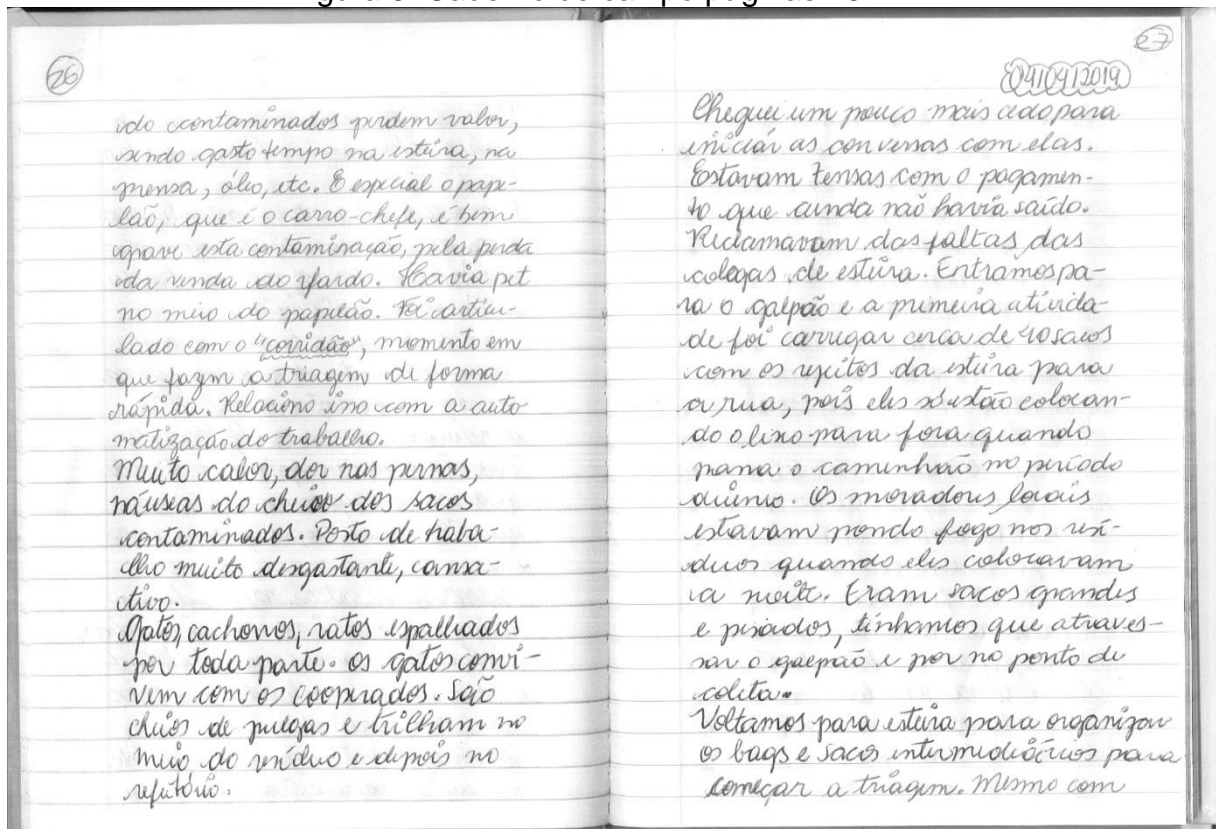 26
do contaminados perdem valor,
sendo gasto tempo na esteira, na
prensa, óleo, etc. E especial o pape-
lão, que é o carro-chefe, é bem
grave esta contaminação, pela perda
da venda do fardo. Havia pet
no meio do papelão. Foi articu-
lado com o "corridão", momento em
que fazem a triagem de forma
rápida. Relaciono isso com a auto
matização do trabalho.
Muito calor, dor nas pernas,
náuseas do cheiro dos sacos
contaminados. Posto de traba-
lho muito desgastante, cansa-
tivo.
Gatos, cachorros, ratos espalhados
por toda parte. os gatos convi-
vem com os cooperados. São
cheios de pulgas e trilham no
meio do resíduo e depois no
refeitório.
27
04/09/2019
Cheguei um pouco mais cedo para
iniciar as conversas com elas.
Estavam tensas com o pagamen-
to que ainda não havia saído.
Reclamavam das faltas das
colegas de esteira. Entramos pa-
ra o galpão e a primeira ativida-
de foi carregar cerca de 40 sacos
com os rejeitos da esteira para
a rua, pois eles só estão colocan-
do o lixo para fora quando
passa o caminhão no período
diurno. Os moradores locais
estavam pondo fogo nos resí-
duos quando eles colocavam
a noite. Eram sacos grandes
e pesados, tínhamos que atraves-
sar o galpão e por no ponto de
coleta.
Voltamos para esteira para organizar
os bags e sacos intermediários para
começar a triagem. Mesmo com